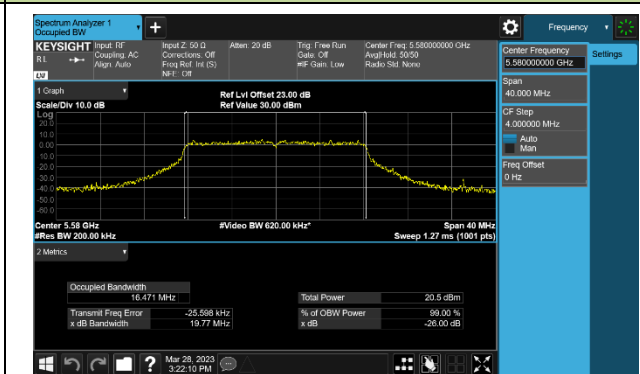 Spectrum Analyzer 1
Occupied BW
+
Frequency
KEYSIGHT
R L
Input: RF
Coupling: AC
Align: Auto
Input Z: 50 Ω
Corrections: Off
Freq Ref: Int (S)
NFE: Off
Atten: 20 dB
Trig: Free Run
Gate: Off
#IF Gain: Low
Center Freq: 5.580000000 GHz
Avg|Hold: 50/50
Radio Std: None
Center Frequency
5.580000000 GHz
Settings
Span
40.000 MHz
CF Step
4.000000 MHz
Auto
Man
Freq Offset
0 Hz
1 Graph
Scale/Div 10.0 dB
Ref Lvl Offset 23.00 dB
Ref Value 30.00 dBm
Log
20.0
10.0
0.00
-10.0
-20.0
-30.0
-40.0
-50.0
-60.0
Center 5.58 GHz
#Res BW 200.00 kHz
#Video BW 620.00 kHz*
Span 40 MHz
Sweep 1.27 ms (1001 pts)
2 Metrics
Occupied Bandwidth
16.471 MHz
Total Power 20.5 dBm
Transmit Freq Error -25.598 kHz
% of OBW Power 99.00 %
x dB Bandwidth 19.77 MHz
x dB -26.00 dB
?
Mar 28, 2023
3:22:10 PM